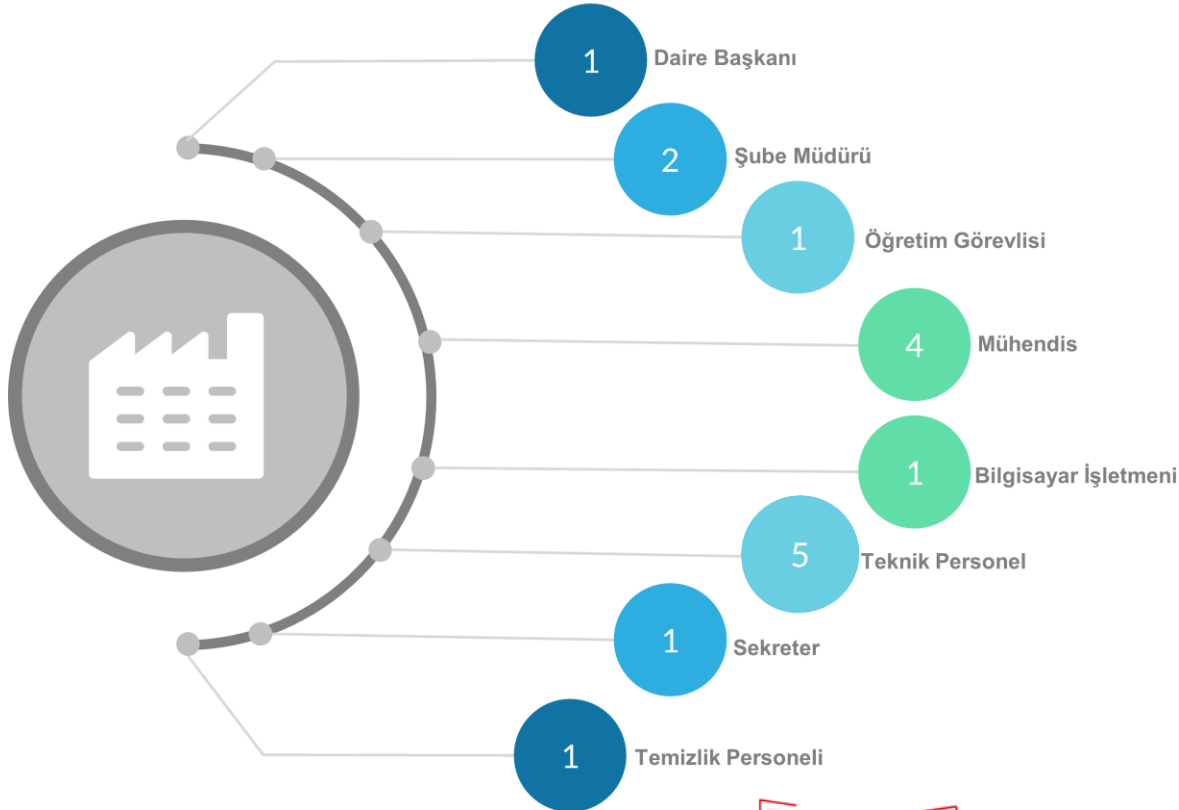 1 Daire Başkanı
2 Şube Müdürü
1 Öğretim Görevlisi
4 Mühendis
1 Bilgisayar İşletmeni
5 Teknik Personel
1 Sekreter
1 Temizlik Personeli